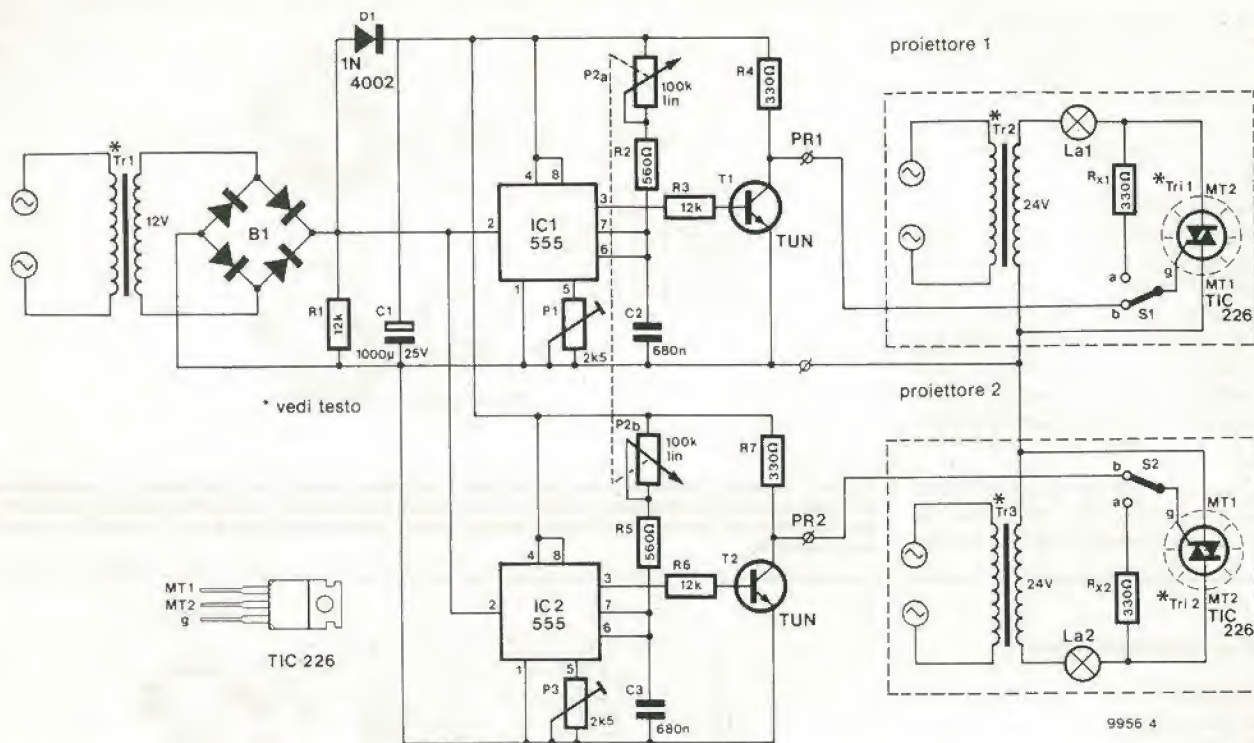 D1
1N
4002
*
Tr1
12V
B1
R1
12k
C1
1000µ
25V
* vedi testo
4
8
2
IC1
555
3
7
6
1
5
P1
2k5
P2a
100k
lin
R2
560Ω
R3
12k
C2
680n
T1
TUN
R4
330Ω
PR1
proiettore 1
*
Tr2
24V
La1
Rx1
330Ω
*Tri 1
MT2
a
g
b
S1
MT1
TIC
226
proiettore 2
P2b
100k
lin
R5
560Ω
R7
330Ω
PR2
4
8
2
IC2
555
3
7
6
1
5
R6
12k
T2
TUN
P3
2k5
C3
680n
*
Tr3
24V
b
S2
a
g
MT1
Rx2
330Ω
*Tri 2
MT2
TIC
226
La2
MT1
MT2
g
TIC 226
9956 4